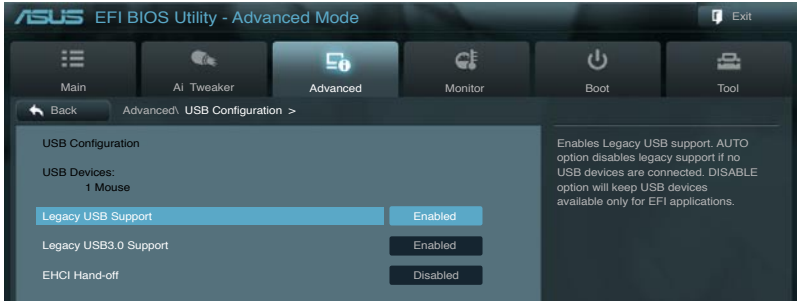 ASUS EFI BIOS Utility - Advanced Mode
Exit
Main
Ai Tweaker
Advanced
Monitor
Boot
Tool
Back
Advanced\ USB Configuration >
USB Configuration
USB Devices:
1 Mouse
Legacy USB Support Enabled
Legacy USB3.0 Support Enabled
EHCI Hand-off Disabled
Enables Legacy USB support. AUTO
option disables legacy support if no
USB devices are connected. DISABLE
option will keep USB devices
available only for EFI applications.